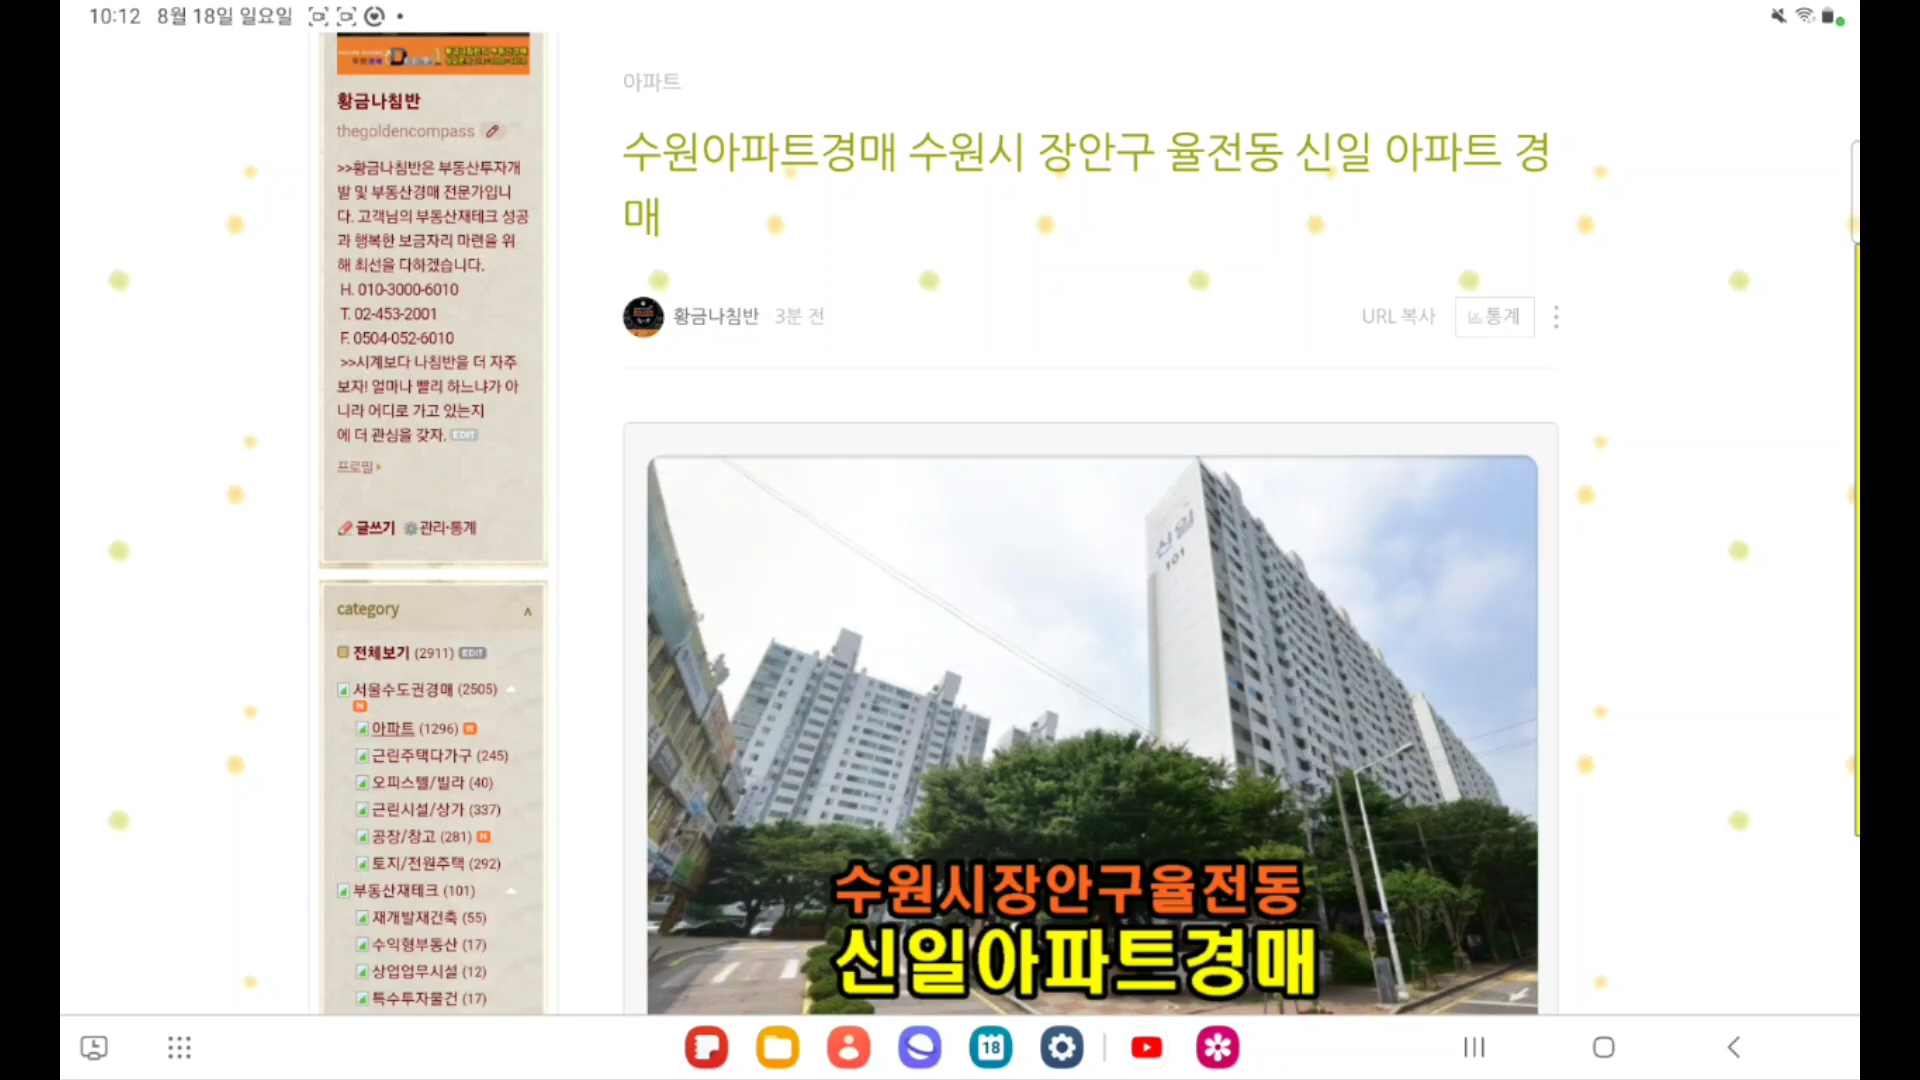 10:12 8월 18일 일요일
황금나침반
thegoldencompass
>>황금나침반은 부동산투자개
발 및 부동산경매 전문가입니
다. 고객님의 부동산재테크 성공
과 행복한 보금자리 마련을 위
해 최선을 다하겠습니다.
H. 010-3000-6010
T. 02-453-2001
F. 0504-052-6010
>>시계보다 나침반을 더 자주
보자! 얼마나 빨리 하느냐가 아
니라 어디로 가고 있는지
에 더 관심을 갖자. EDIT
프로필
글쓰기 관리·통계
category
전체보기 (2911) EDIT
서울수도권경매 (2505)
N
아파트 (1296) N
근린주택다가구 (245)
오피스텔/빌라 (40)
근린시설/상가 (337)
공장/창고 (281) N
토지/전원주택 (292)
부동산재테크 (101)
재개발재건축 (55)
수익형부동산 (17)
상업업무시설 (12)
특수투자물건 (17)
아파트
수원아파트경매 수원시 장안구 율전동 신일 아파트 경
매
황금나침반 3분 전
URL 복사 통계
신일
101
수원시장안구율전동
신일아파트경매
18